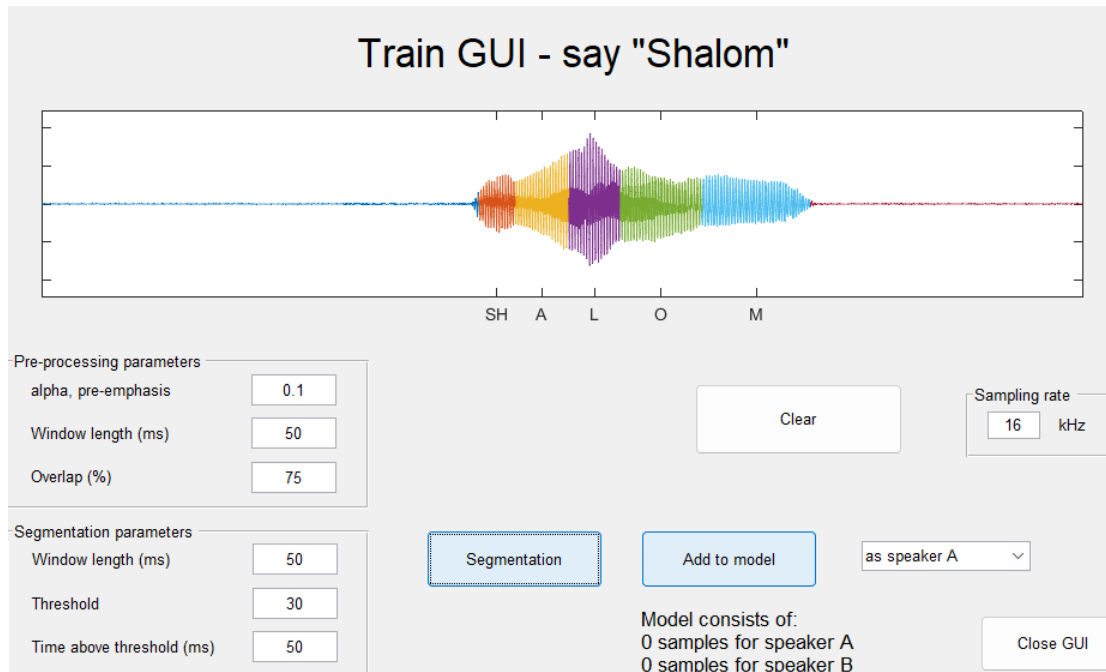 Train GUI - say "Shalom"
SH A L O M
Pre-processing parameters
alpha, pre-emphasis 0.1
Window length (ms) 50
Overlap (%) 75
Clear
Sampling rate
16 kHz
Segmentation parameters
Window length (ms) 50
Threshold 30
Time above threshold (ms) 50
Segmentation
Add to model
as speaker A
Model consists of:
0 samples for speaker A
0 samples for speaker B
Close GUI